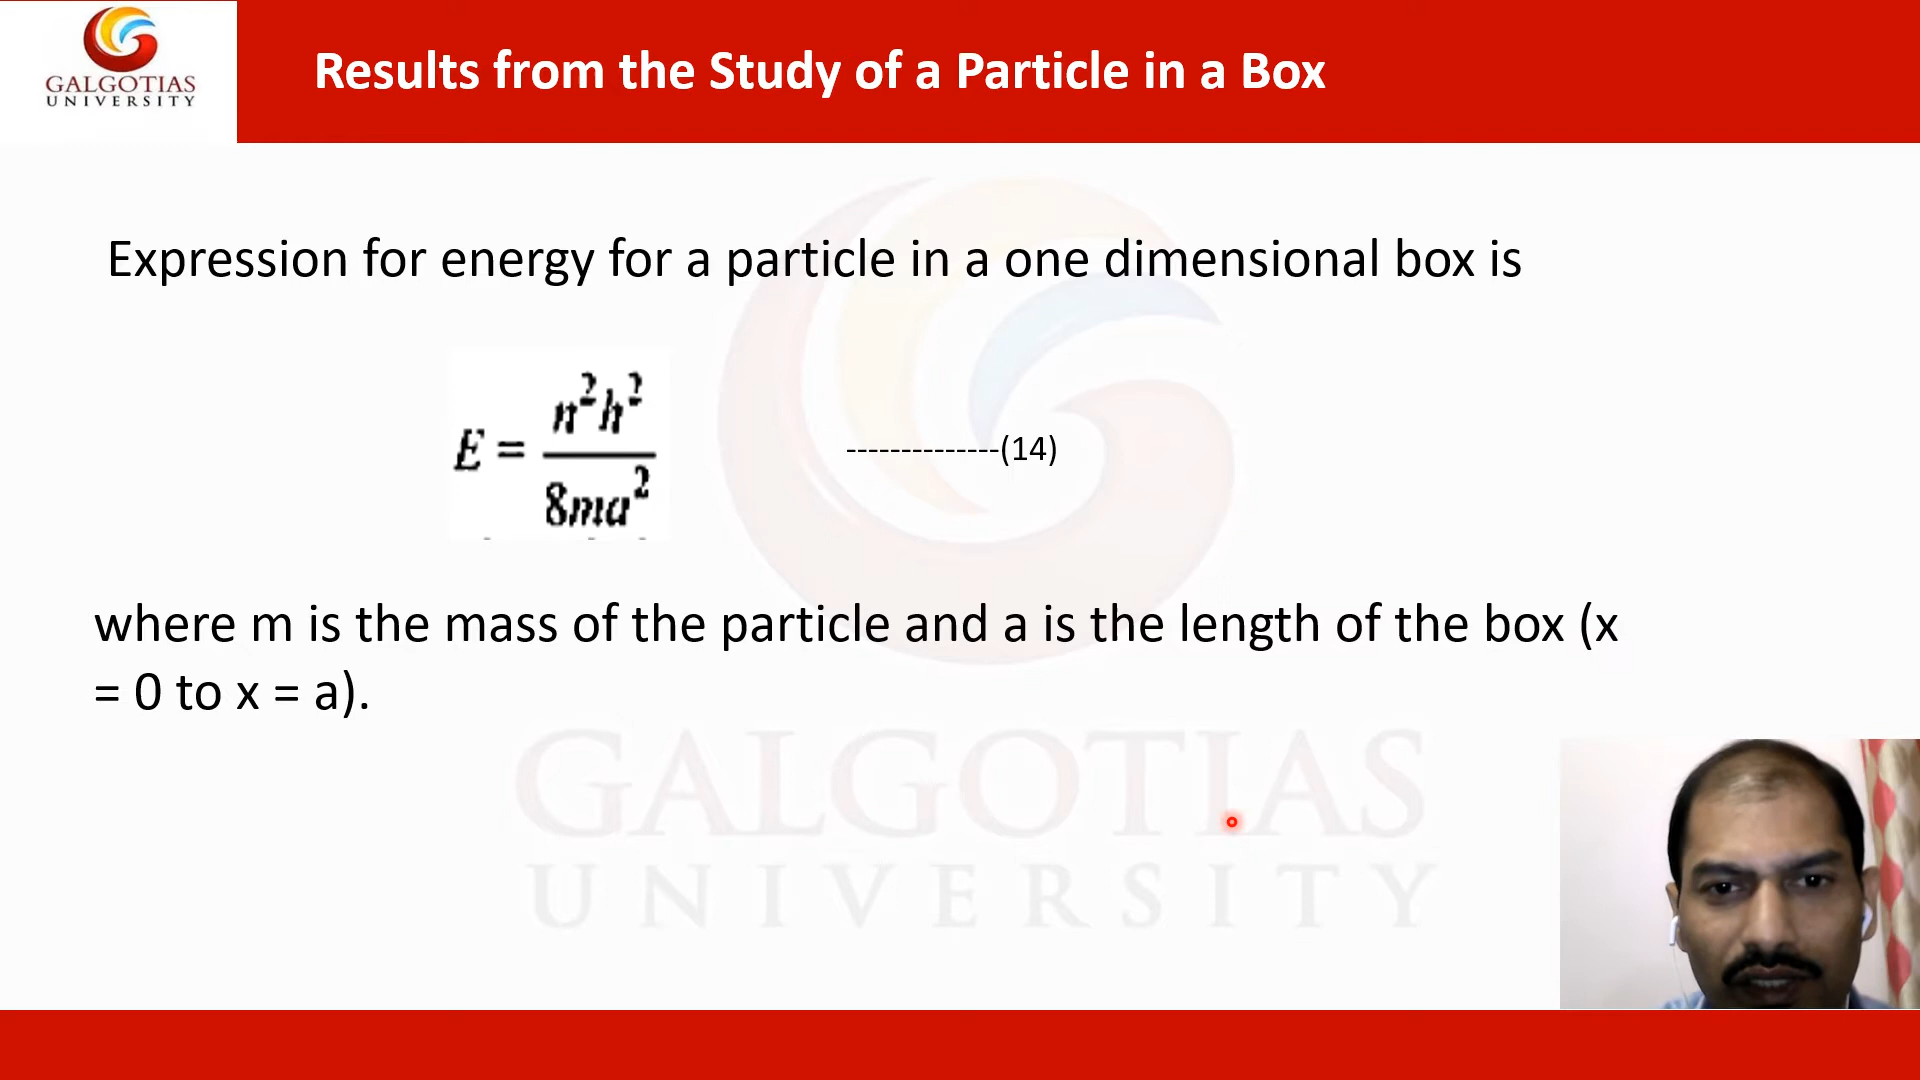 GALGOTIAS
UNIVERSITY
Results from the Study of a Particle in a Box
Expression for energy for a particle in a one dimensional box is
E = n²h² / 8ma²
--------------(14)
where m is the mass of the particle and a is the length of the box (x
= 0 to x = a).
GALGOTIAS
UNIVERSITY